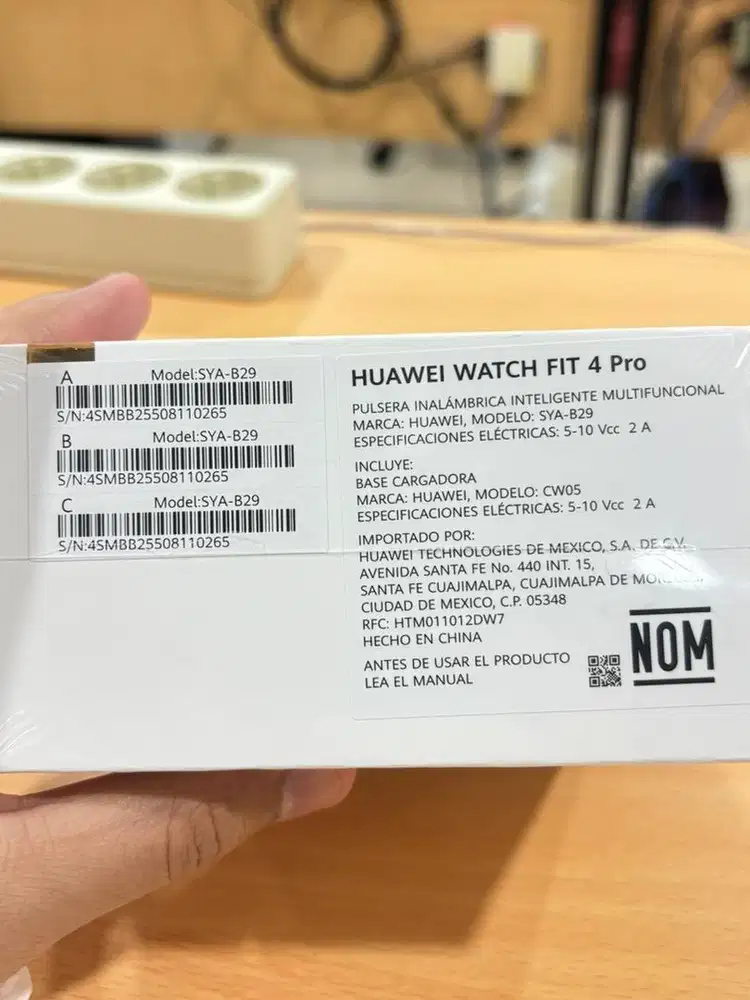 A Model:SYA-B29
S/N:4SMBB25508110265
B Model:SYA-B29
S/N:4SMBB25508110265
C Model:SYA-B29
S/N:4SMBB25508110265
HUAWEI WATCH FIT 4 Pro
PULSERA INALÁMBRICA INTELIGENTE MULTIFUNCIONAL
MARCA: HUAWEI, MODELO: SYA-B29
ESPECIFICACIONES ELÉCTRICAS: 5-10 Vcc 2 A
INCLUYE:
BASE CARGADORA
MARCA: HUAWEI, MODELO: CW05
ESPECIFICACIONES ELÉCTRICAS: 5-10 Vcc 2 A
IMPORTADO POR:
HUAWEI TECHNOLOGIES DE MEXICO, S.A. DE C.V.
AVENIDA SANTA FE No. 440 INT. 15,
SANTA FE CUAJIMALPA, CUAJIMALPA DE
CIUDAD DE MEXICO, C.P. 05348
RFC: HTM011012DW7
HECHO EN CHINA
ANTES DE USAR EL PRODUCTO
LEA EL MANUAL
NOM